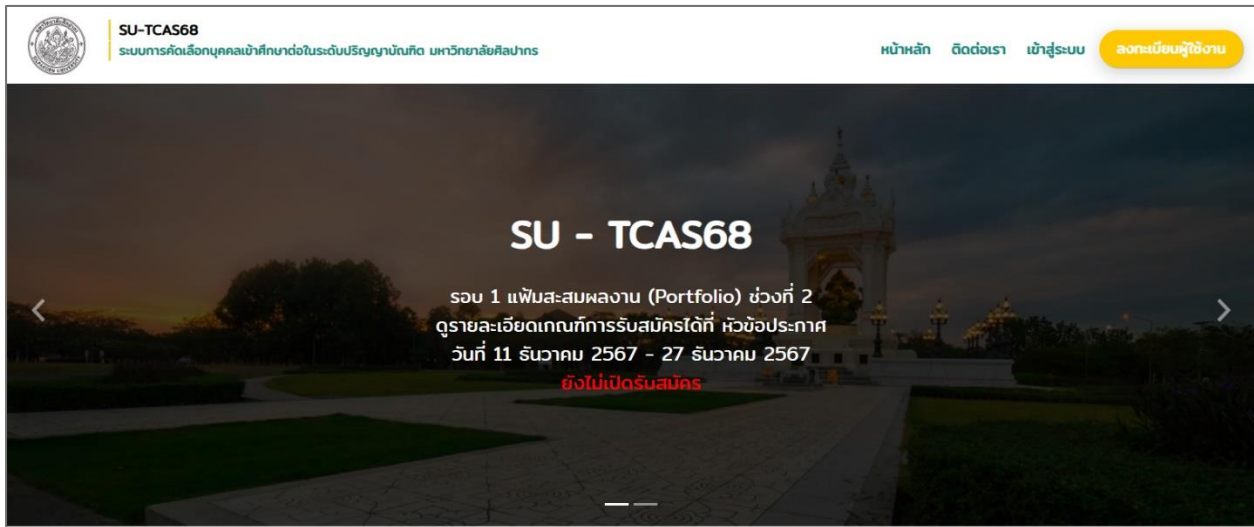 SU-TCAS68
ระบบการคัดเลือกบุคคลเข้าศึกษาต่อในระดับปริญญาบัณฑิต มหาวิทยาลัยศิลปากร
หน้าหลัก ติดต่อเรา เข้าสู่ระบบ ลงทะเบียนผู้ใช้งาน
SU - TCAS68
รอบ 1 แฟ้มสะสมผลงาน (Portfolio) ช่วงที่ 2
ดูรายละเอียดเกณฑ์การรับสมัครได้ที่ หัวข้อประกาศ
วันที่ 11 ธันวาคม 2567 - 27 ธันวาคม 2567
ยังไม่เปิดรับสมัคร